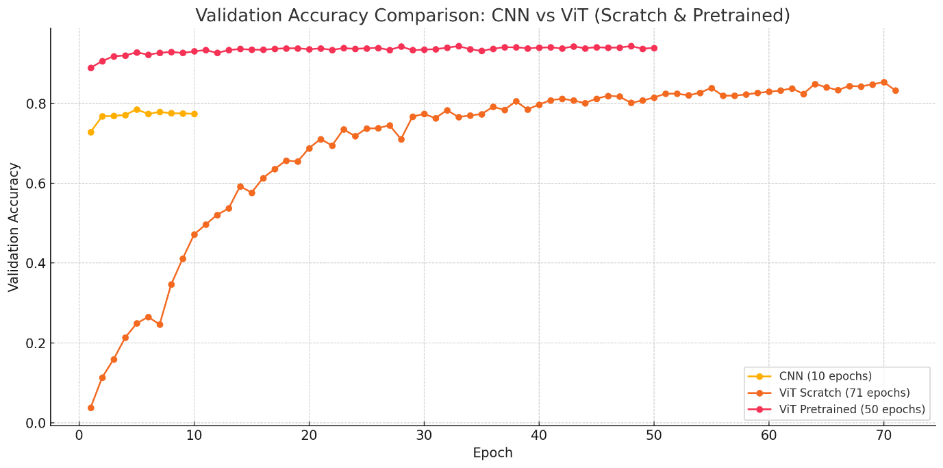 Validation Accuracy Comparison: CNN vs ViT (Scratch & Pretrained)
Validation Accuracy
0.8
0.6
0.4
0.2
0.0
CNN (10 epochs)
ViT Scratch (71 epochs)
ViT Pretrained (50 epochs)
0 10 20 30 40 50 60 70
Epoch